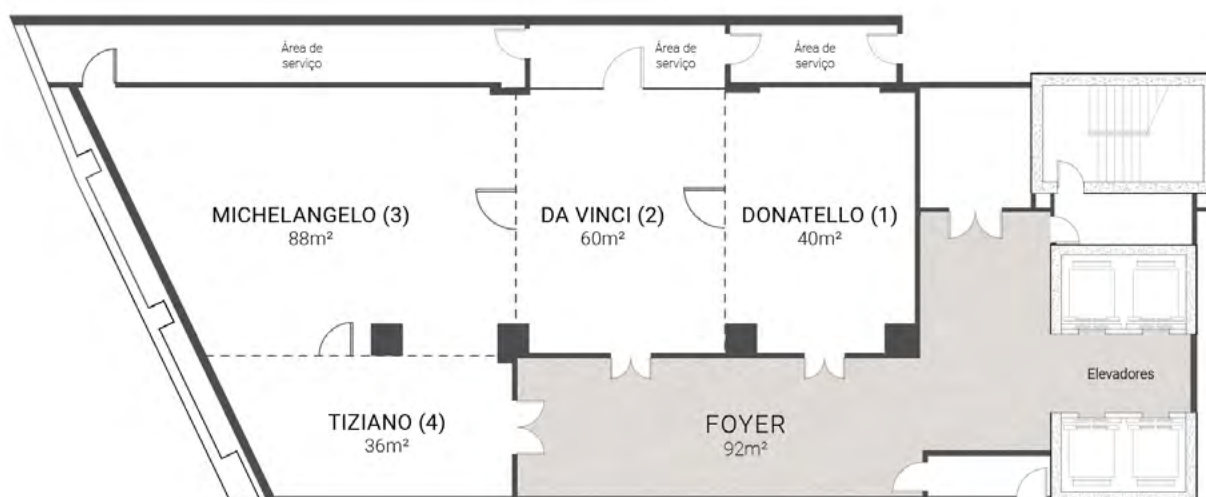 Área de
serviço
Área de
serviço
Área de
serviço
MICHELANGELO (3)
88m²
DA VINCI (2)
60m²
DONATELLO (1)
40m²
Elevadores
TIZIANO (4)
36m²
FOYER
92m²